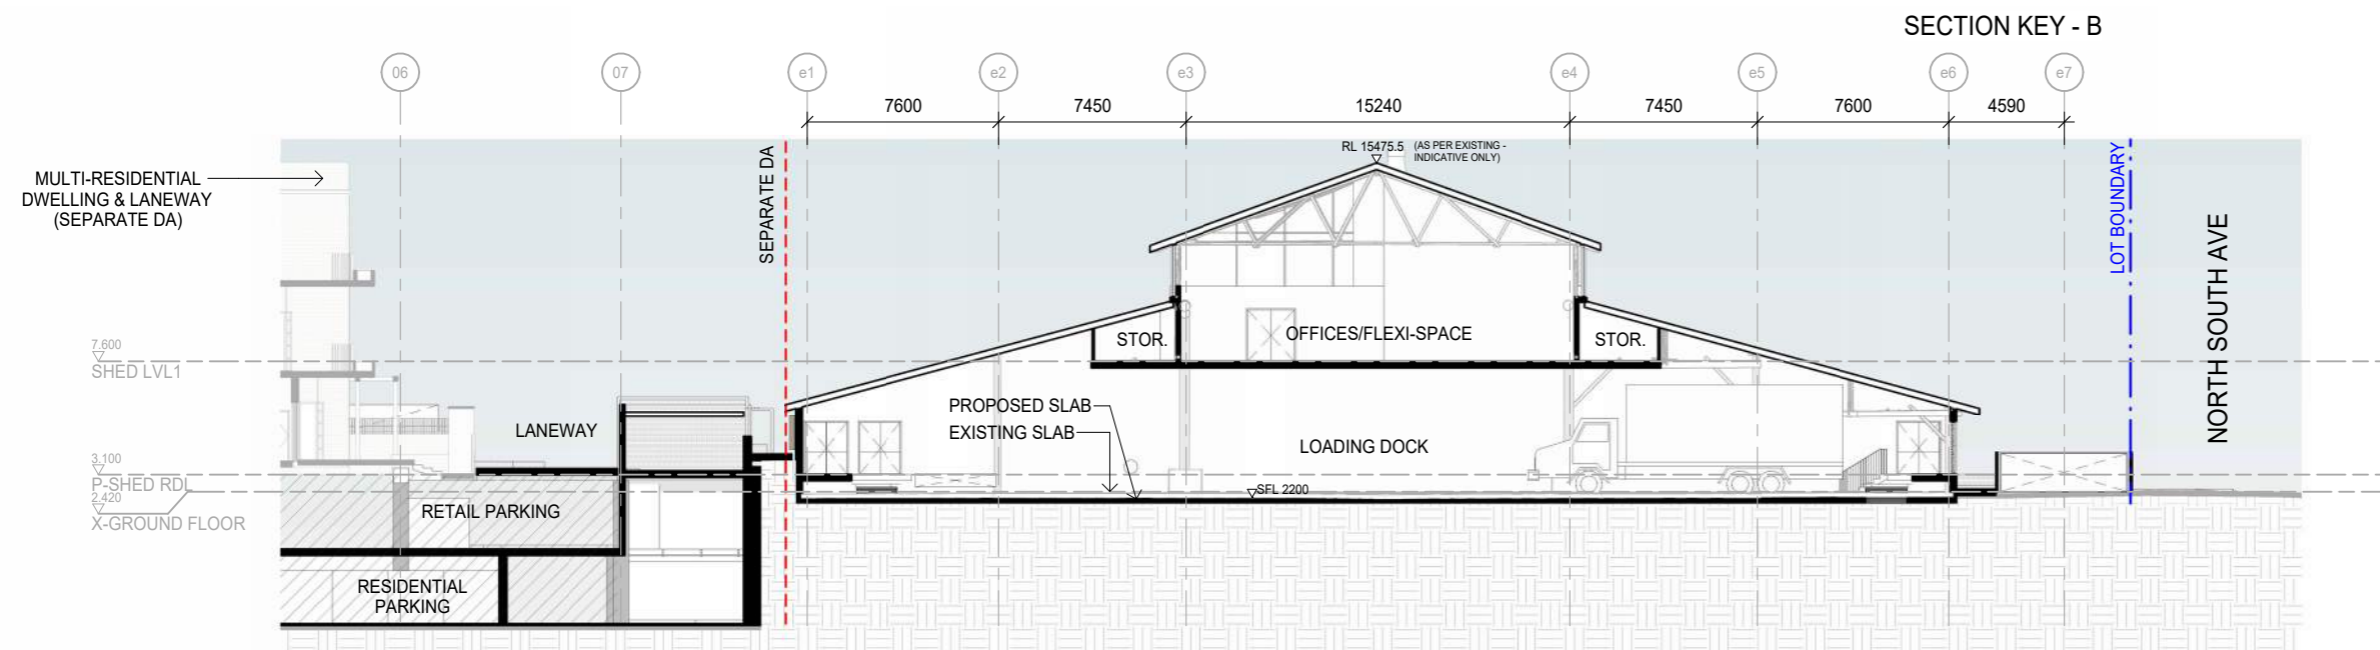 SECTION KEY - B
06
07
e1
e2
e3
e4
e5
e6
e7
7600
7450
15240
7450
7600
4590
RL 15475.5
(AS PER EXISTING -
INDICATIVE ONLY)
MULTI-RESIDENTIAL
DWELLING & LANEWAY
(SEPARATE DA)
SEPARATE DA
LOT BOUNDARY
NORTH SOUTH AVE
STOR.
OFFICES/FLEXI-SPACE
STOR.
7.600
SHED LVL1
PROPOSED SLAB
EXISTING SLAB
LANEWAY
LOADING DOCK
3.100
P-SHED RDL
2.420
X-GROUND FLOOR
SFL 2200
RETAIL PARKING
RESIDENTIAL
PARKING